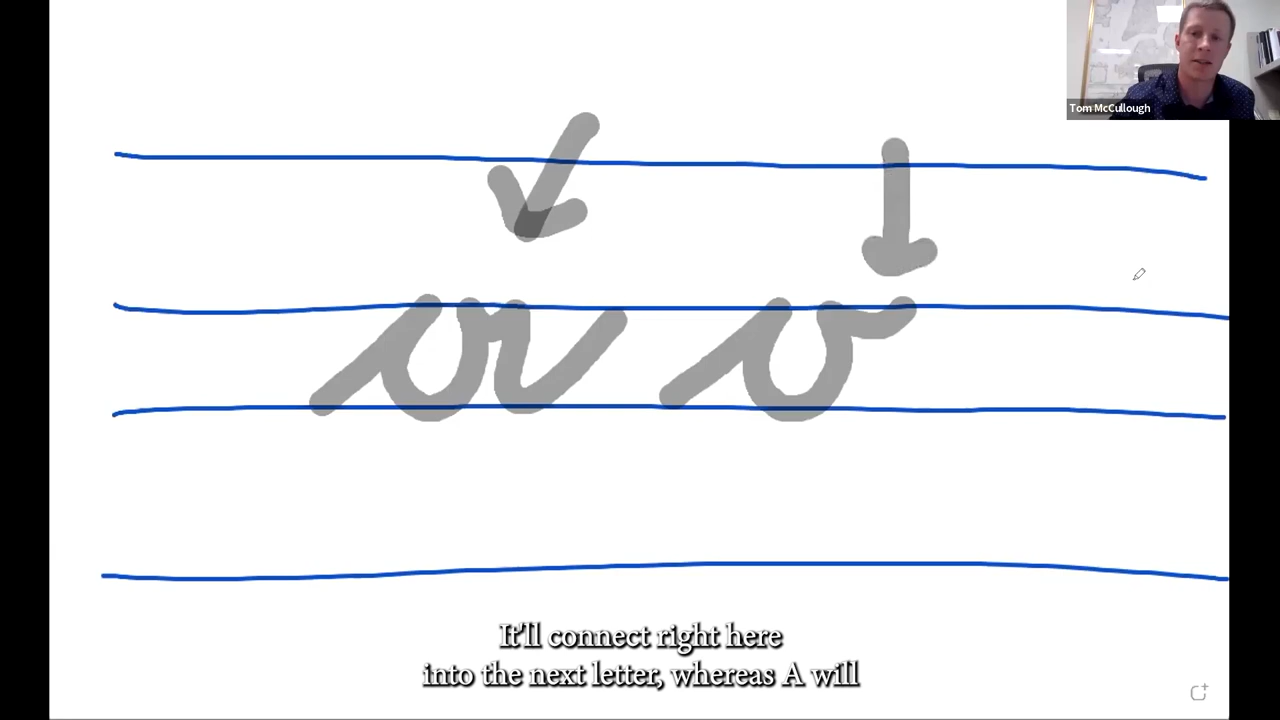 Tom McCullough
a o
It'll connect right here
into the next letter, whereas A will